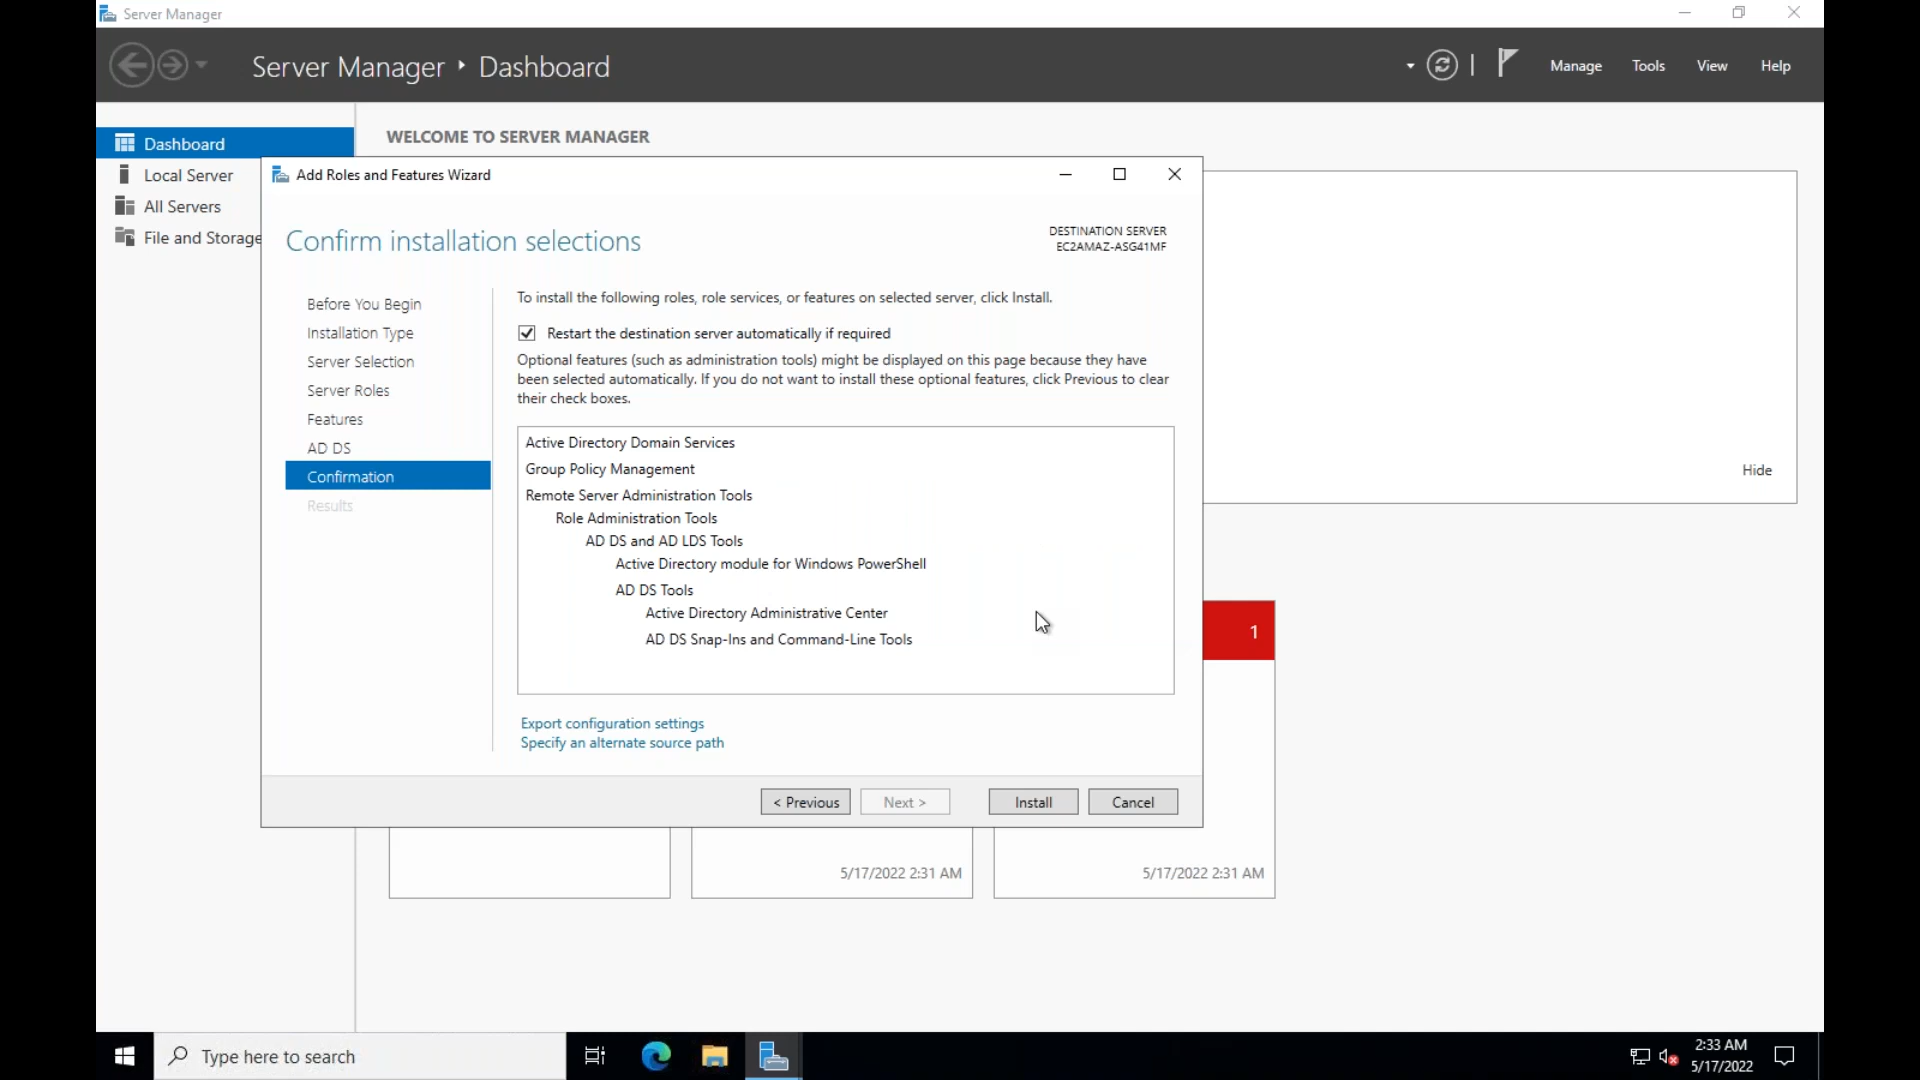 Server Manager
Server Manager ‣ Dashboard
Manage
Tools
View
Help
Dashboard
Local Server
All Servers
File and Storage
WELCOME TO SERVER MANAGER
Add Roles and Features Wizard
Confirm installation selections
DESTINATION SERVER
EC2AMAZ-ASG41MF
Before You Begin
Installation Type
Server Selection
Server Roles
Features
AD DS
Confirmation
Results
To install the following roles, role services, or features on selected server, click Install.
Restart the destination server automatically if required
Optional features (such as administration tools) might be displayed on this page because they have
been selected automatically. If you do not want to install these optional features, click Previous to clear
their check boxes.
Active Directory Domain Services
Group Policy Management
Remote Server Administration Tools
Role Administration Tools
AD DS and AD LDS Tools
Active Directory module for Windows PowerShell
AD DS Tools
Active Directory Administrative Center
AD DS Snap-Ins and Command-Line Tools
Export configuration settings
Specify an alternate source path
< Previous
Next >
Install
Cancel
Hide
1
5/17/2022 2:31 AM
5/17/2022 2:31 AM
Type here to search
2:33 AM
5/17/2022